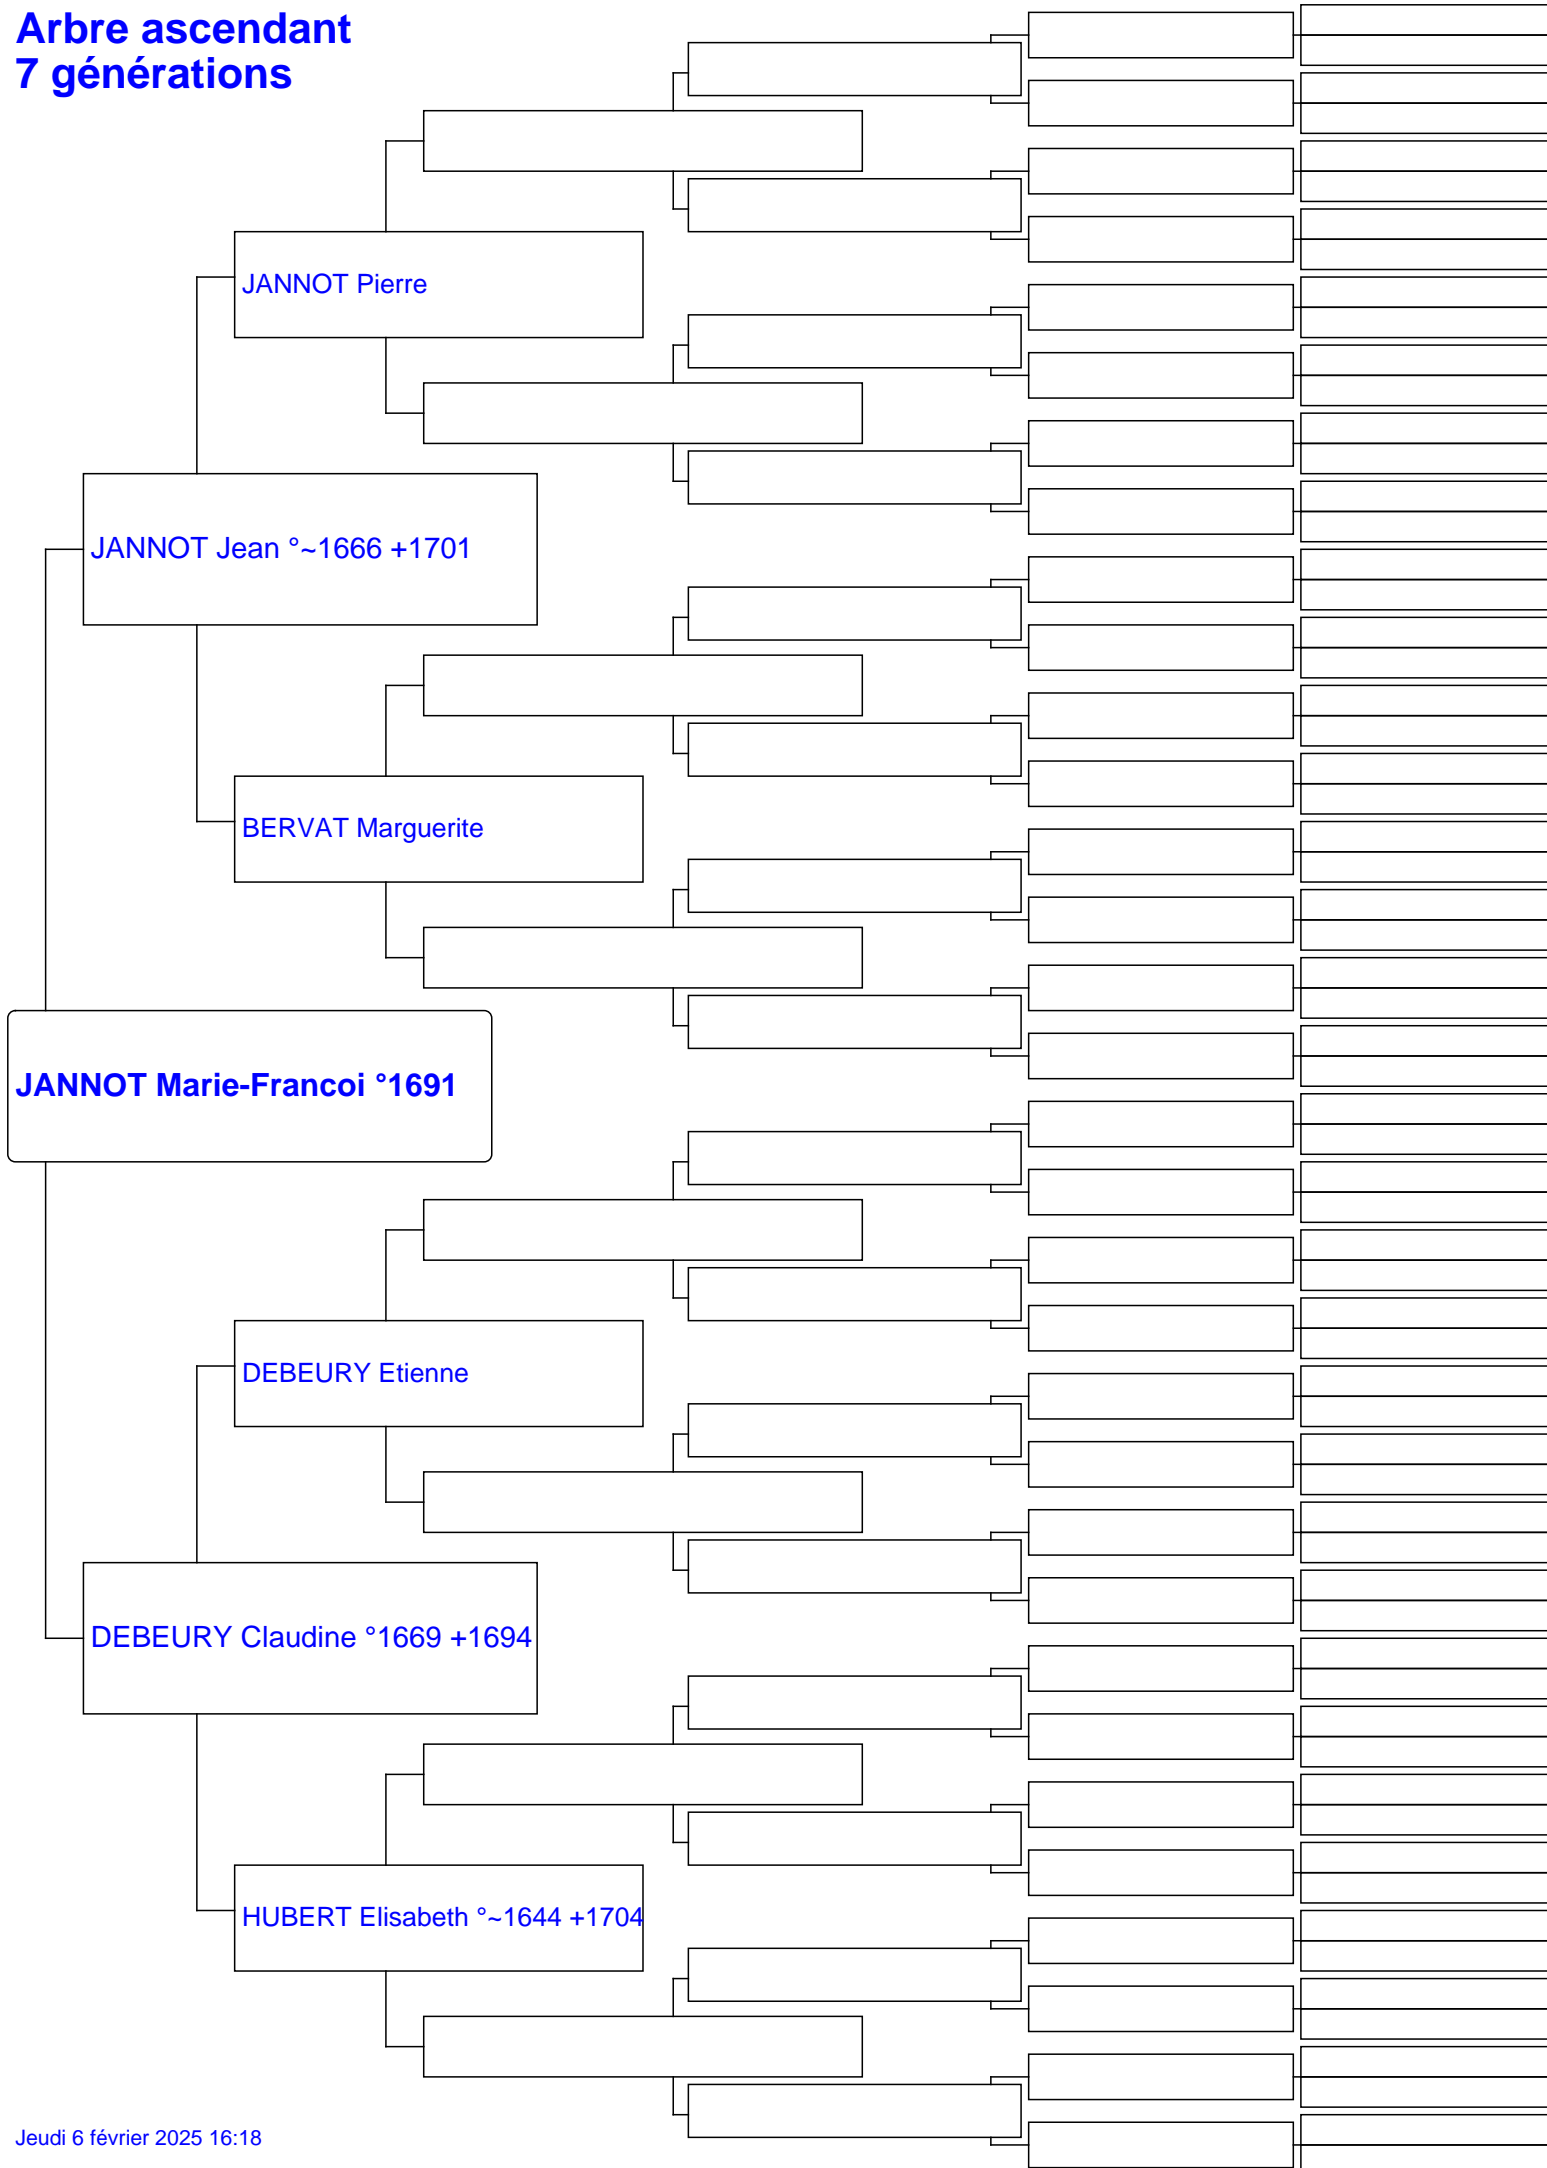 Arbre ascendant
7 générations
JANNOT Pierre
JANNOT Jean °~1666 +1701
BERVAT Marguerite
JANNOT Marie-Francoi °1691
DEBEURY Etienne
DEBEURY Claudine °1669 +1694
HUBERT Elisabeth °~1644 +1704
Jeudi 6 février 2025 16:18